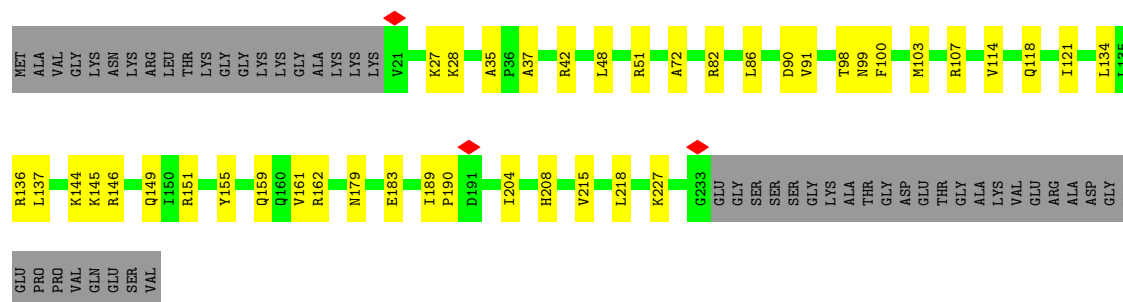 MET ALA VAL GLY LYS ASN LYS ARG LEU THR LYS GLY GLY LYS LYS GLY ALA LYS LYS LYS V21 K27 K28 A35 P36 A37 R42 L48 R51 A72 R82 L86 D90 V91 T98 N99 F100 M103 R107 V114 Q118 I121 L134 L135
R136 L137 K144 K145 R146 Q149 I150 R151 Y155 Q159 Q160 V161 R162 N179 E183 I189 P190 D191 I204 H208 V215 L218 K227 G233 GLU GLY SER SER SER GLY LYS ALA THR GLY ASP GLU THR GLY ALA LYS VAL GLU ARG ALA ASP GLY
GLU PRO PRO VAL GLN GLU SER VAL